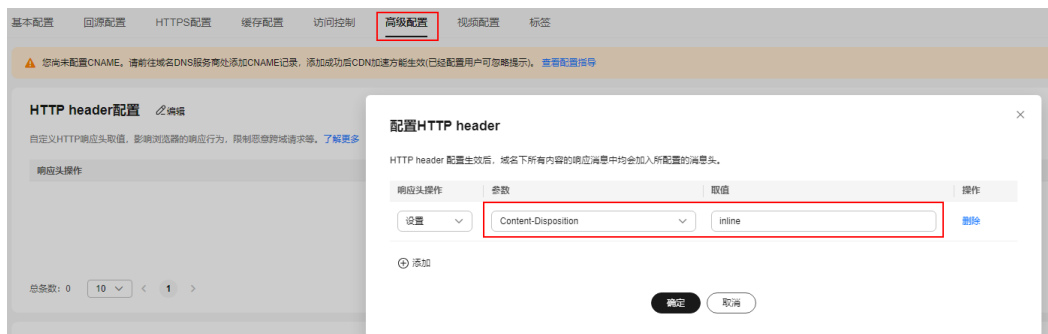 基本配置 回源配置 HTTPS配置 缓存配置 访问控制 高级配置 视频配置 标签
您尚未配置CNAME。请前往域名DNS服务商处添加CNAME记录，添加成功后CDN加速方能生效(已经配置用户可忽略提示)。 查看配置指导
HTTP header配置 编辑
自定义HTTP响应头取值，影响浏览器的响应行为，限制恶意跨域请求等。了解更多
响应头操作
总条数：0 10 < 1 >
配置HTTP header
HTTP header 配置生效后，域名下所有内容的响应消息中均会加入所配置的消息头。
响应头操作 参数 取值 操作
设置 Content-Disposition inline 删除
添加
确定 取消